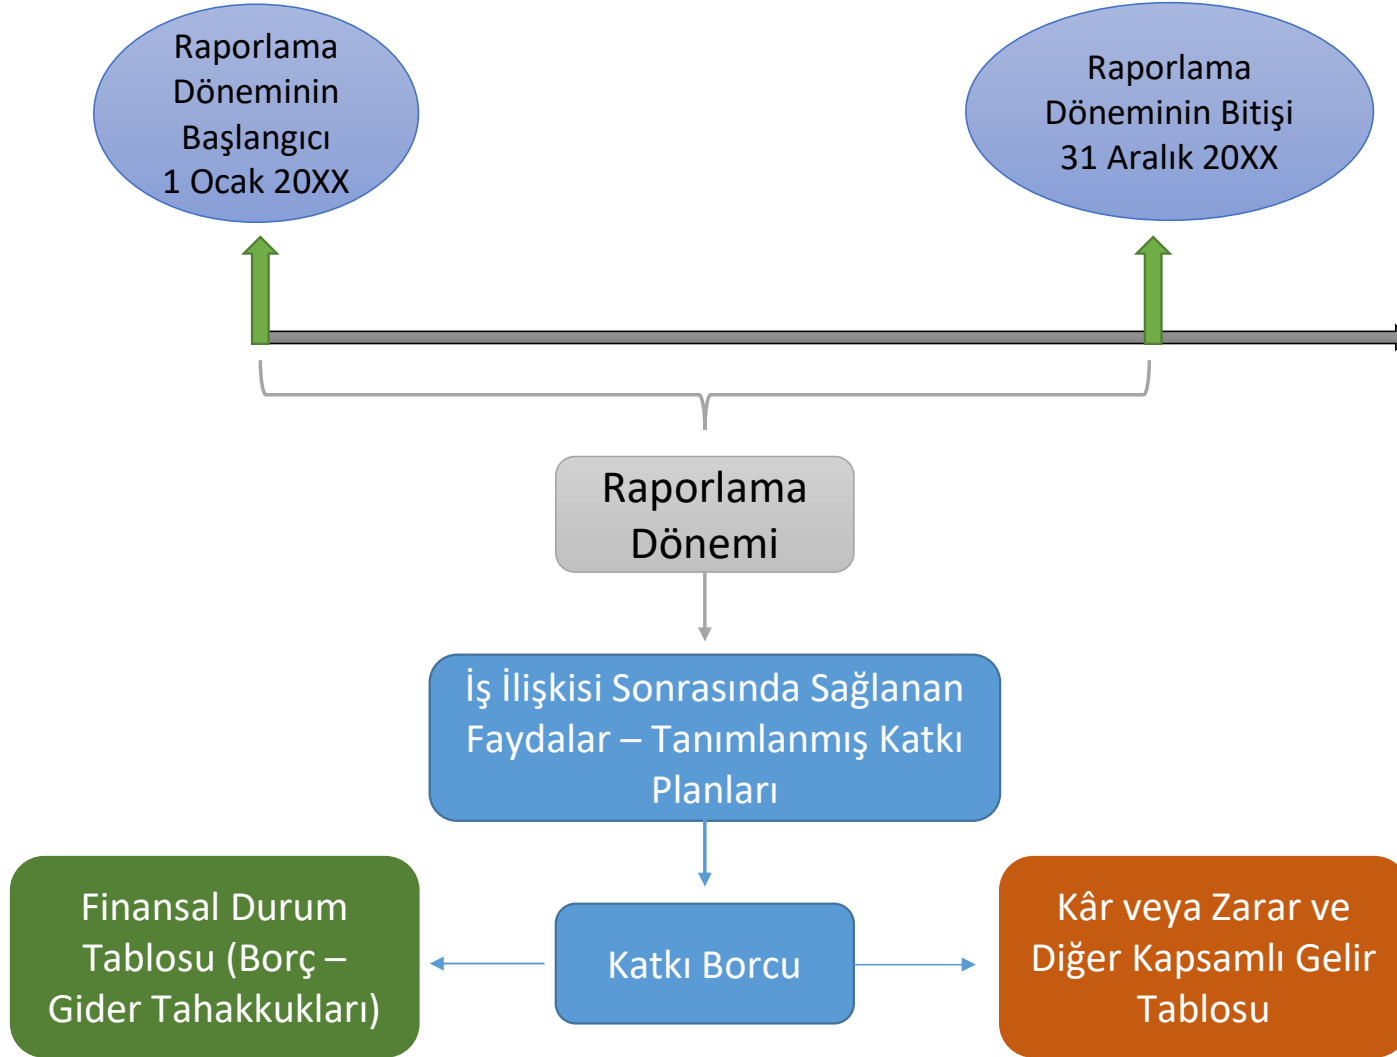 Raporlama
Döneminin
Başlangıcı
1 Ocak 20XX
Raporlama
Döneminin Bitişi
31 Aralık 20XX
Raporlama
Dönemi
İş İlişkisi Sonrasında Sağlanan
Faydalar – Tanımlanmış Katkı
Planları
Finansal Durum
Tablosu (Borç –
Gider Tahakkukları)
Katkı Borcu
Kâr veya Zarar ve
Diğer Kapsamlı Gelir
Tablosu